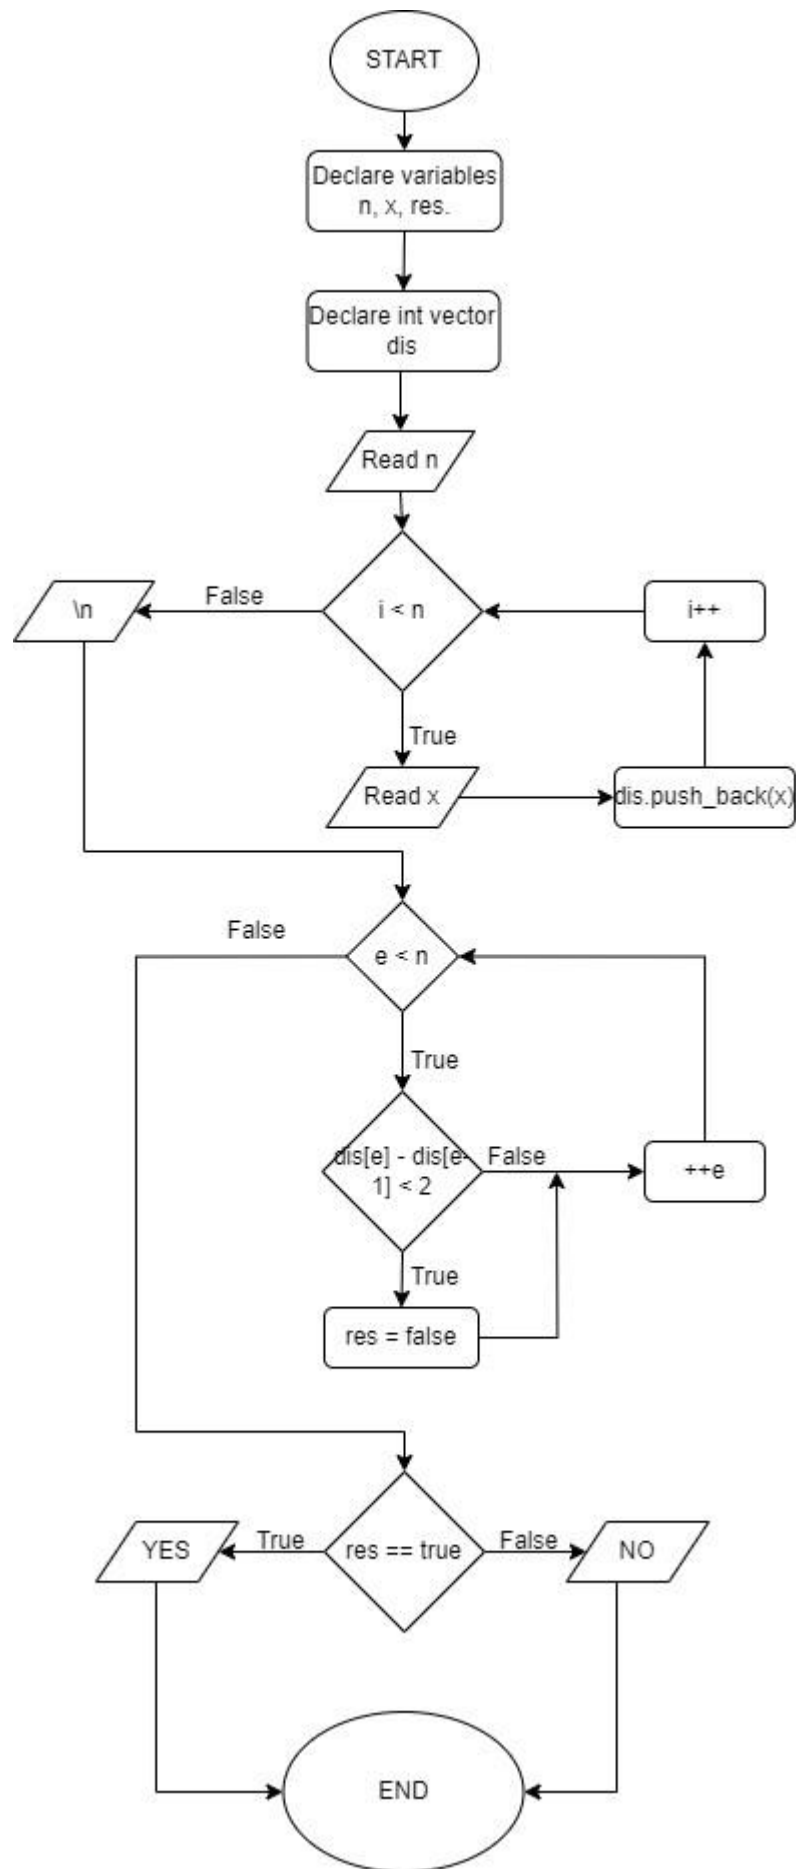 START
Declare variables
n, x, res.
Declare int vector
dis
Read n
i < n
False
\n
i++
True
Read x
dis.push_back(x)
False
e < n
True
dis[e] - dis[e-
1] < 2
False
++e
True
res = false
YES
True
res == true
False
NO
END